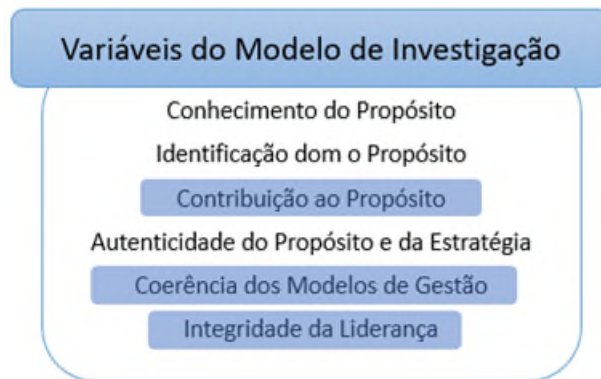 Variáveis do Modelo de Investigação
Conhecimento do Propósito
Identificação dom o Propósito
Contribuição ao Propósito
Autenticidade do Propósito e da Estratégia
Coerência dos Modelos de Gestão
Integridade da Liderança